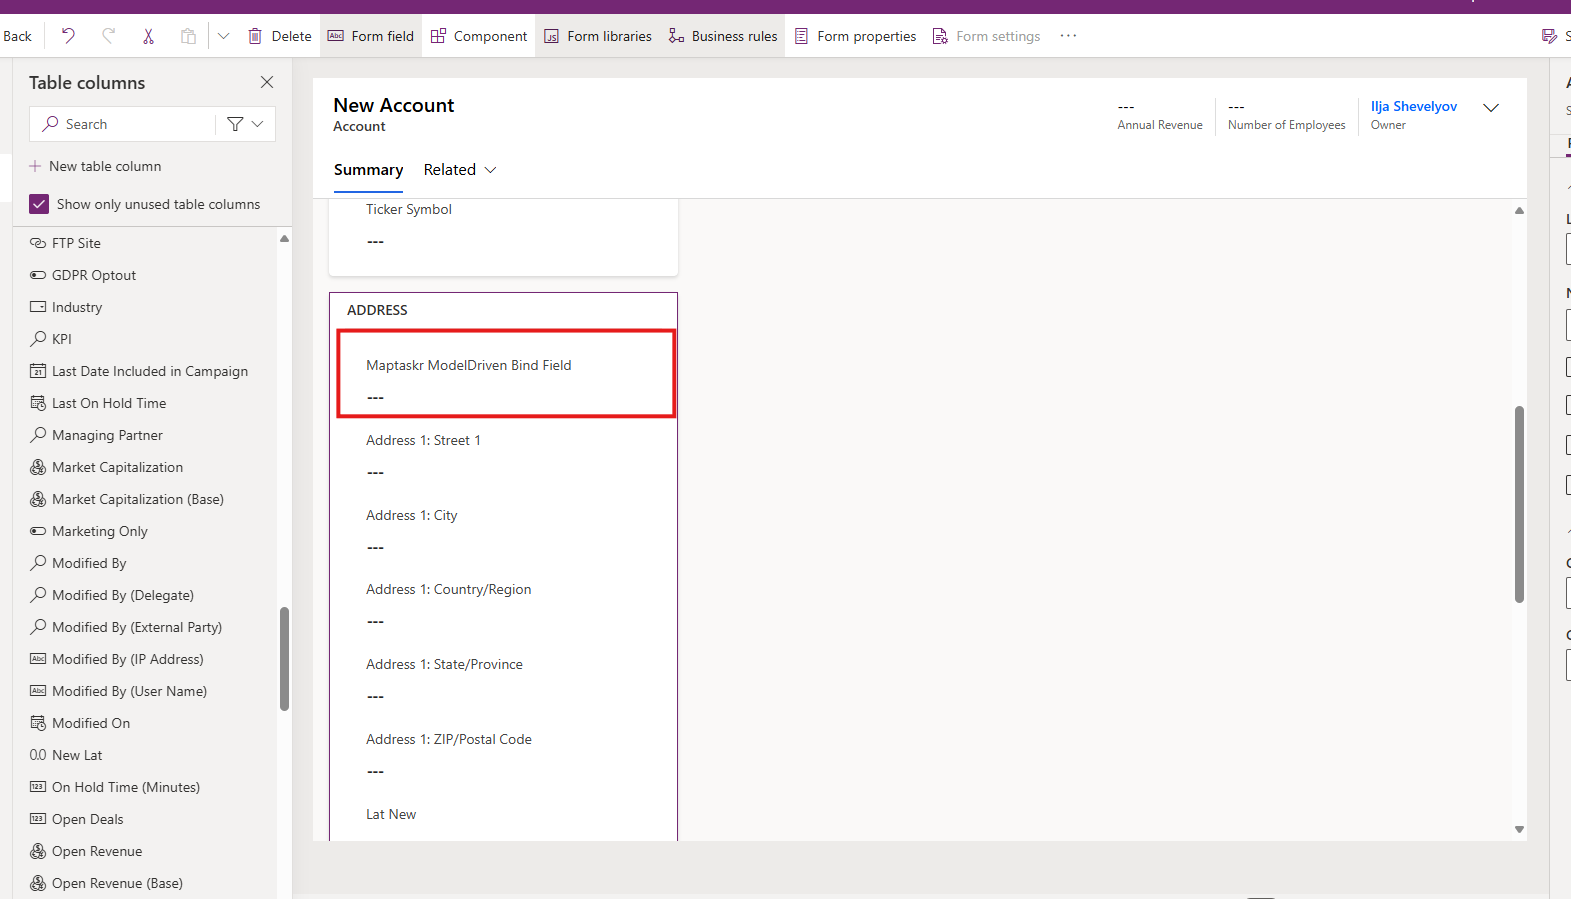 Back
Delete
Form field
Component
Form libraries
Business rules
Form properties
Form settings
Table columns
Search
New table column
Show only unused table columns
FTP Site
GDPR Optout
Industry
KPI
Last Date Included in Campaign
Last On Hold Time
Managing Partner
Market Capitalization
Market Capitalization (Base)
Marketing Only
Modified By
Modified By (Delegate)
Modified By (External Party)
Modified By (IP Address)
Modified By (User Name)
Modified On
New Lat
On Hold Time (Minutes)
Open Deals
Open Revenue
Open Revenue (Base)
New Account
Account
---
Annual Revenue
---
Number of Employees
Ilja Shevelyov
Owner
Summary
Related
Ticker Symbol
---
ADDRESS
Maptaskr ModelDriven Bind Field
---
Address 1: Street 1
---
Address 1: City
---
Address 1: Country/Region
---
Address 1: State/Province
---
Address 1: ZIP/Postal Code
---
Lat New